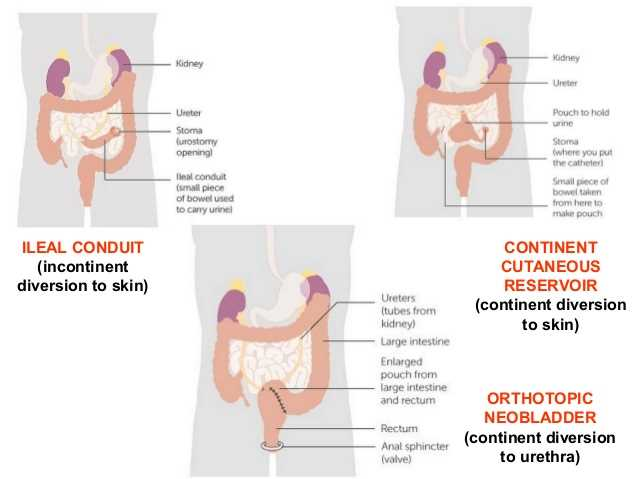 Kidney
Ureter
Stoma
(urostomy
opening)
Ileal conduit
(small piece
of bowel used
to carry urine)
ILEAL CONDUIT
(incontinent
diversion to skin)
Kidney
Ureter
Pouch to hold
urine
Stoma
(where you put
the catheter)
Small piece of
bowel taken
from here to
make pouch
CONTINENT
CUTANEOUS
RESERVOIR
(continent diversion
to skin)
Ureters
(tubes from
kidney)
Large intestine
Enlarged
pouch from
large intestine
and rectum
Rectum
Anal sphincter
(valve)
ORTHOTOPIC
NEOBLADDER
(continent diversion
to urethra)